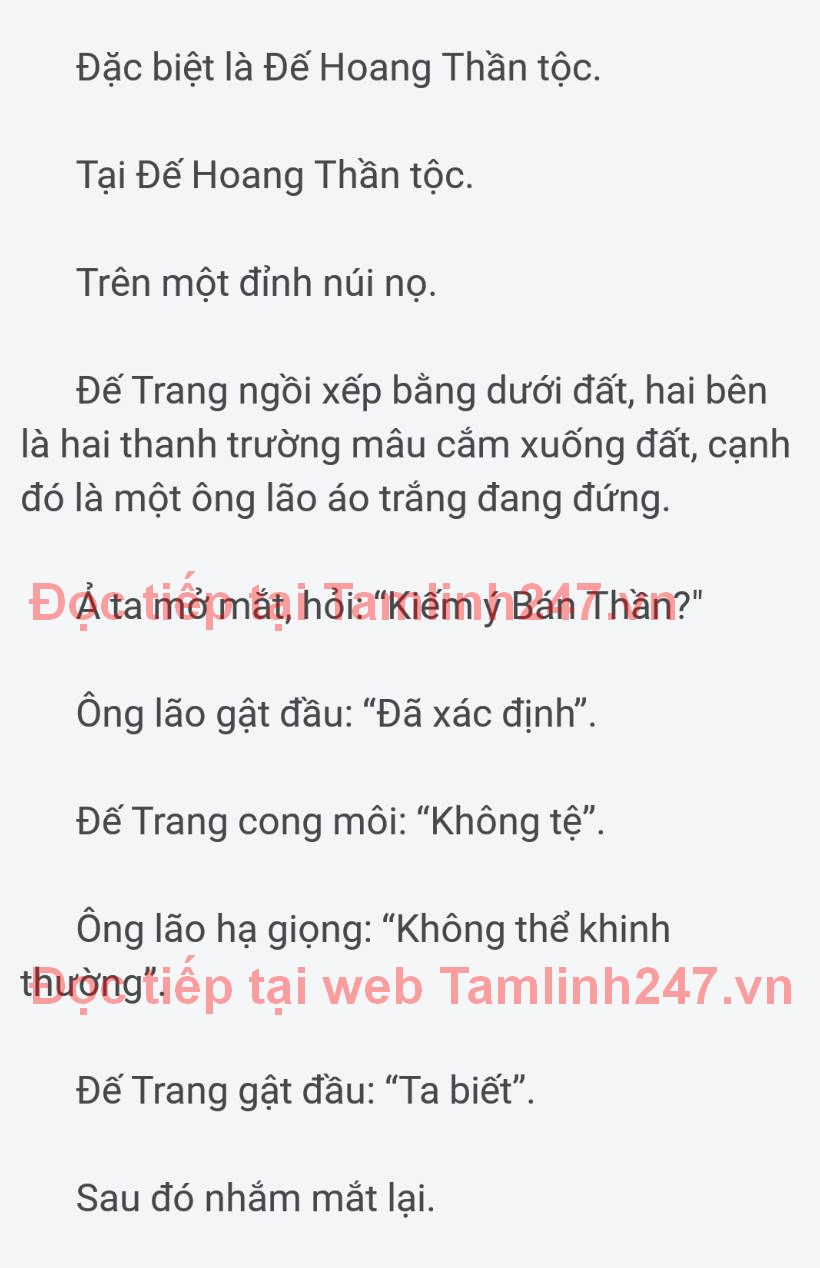 Đặc biệt là Đế Hoang Thần tộc.
Tại Đế Hoang Thần tộc.
Trên một đỉnh núi nọ.
Đế Trang ngồi xếp bằng dưới đất, hai bên
là hai thanh trường mâu cắm xuống đất, cạnh
đó là một ông lão áo trắng đang đứng.
Ả ta mở mắt, hỏi: “Kiếm ý Bán Thần?"
Đọc tiếp tại Tamlinh247.vn
Ông lão gật đầu: “Đã xác định”.
Đế Trang cong môi: “Không tệ”.
Ông lão hạ giọng: “Không thể khinh
thường”.
Đọc tiếp tại web Tamlinh247.vn
Đế Trang gật đầu: “Ta biết”.
Sau đó nhắm mắt lại.